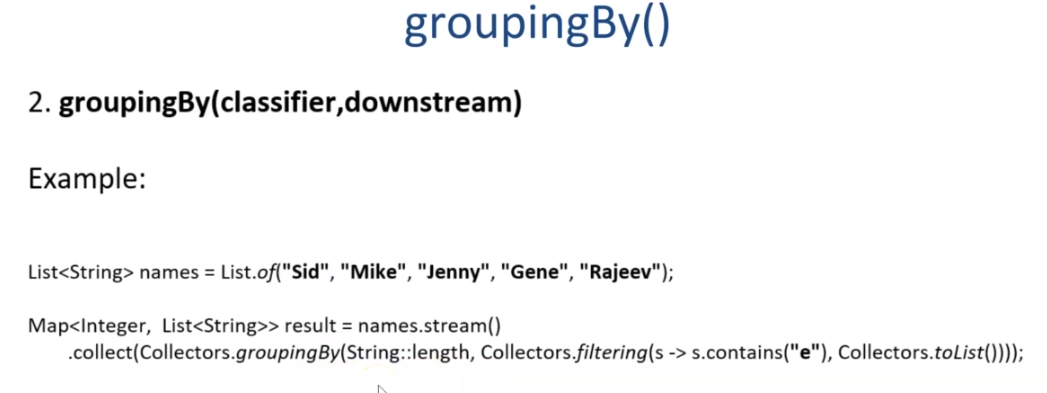 groupingBy()
2. groupingBy(classifier,downstream)
Example:
List<String> names = List.of("Sid", "Mike", "Jenny", "Gene", "Rajeev");
Map<Integer, List<String>> result = names.stream()
.collect(Collectors.groupingBy(String::length, Collectors.filtering(s -> s.contains("e"), Collectors.toList())));